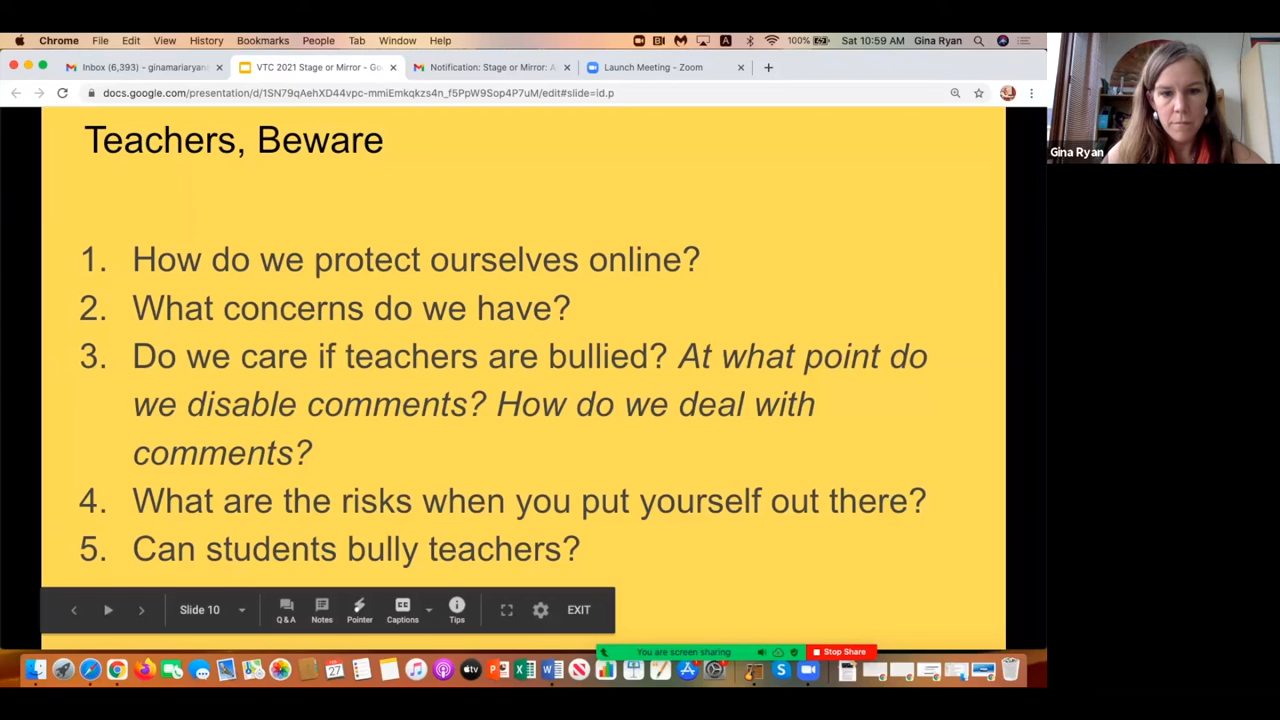 Chrome File Edit View History Bookmarks People Tab Window Help 100% Sat 10:59 AM Gina Ryan
Inbox (6,393) - ginamariaryan VTC 2021 Stage or Mirror - Go Notification: Stage or Mirror: A Launch Meeting - Zoom
docs.google.com/presentation/d/1SN79qAehXD44vpc-mmiEmkqkzs4n_f5PpW9Sop4P7uM/edit#slide=id.p
Gina Ryan
Teachers, Beware
1. How do we protect ourselves online?
2. What concerns do we have?
3. Do we care if teachers are bullied? At what point do
we disable comments? How do we deal with
comments?
4. What are the risks when you put yourself out there?
5. Can students bully teachers?
Slide 10 Q & A Notes Pointer Captions Tips EXIT
You are screen sharing Stop Share